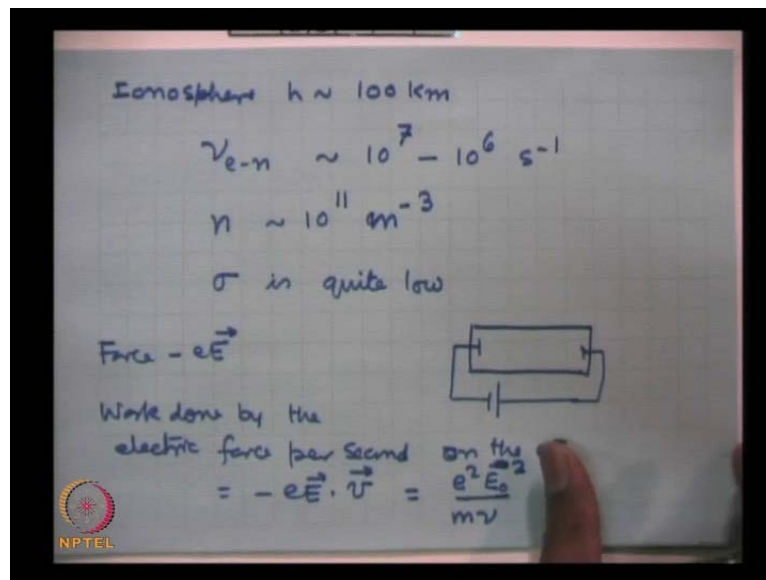 Ionosphere h ~ 100 km
ν_{e-n} ~ 10^7 - 10^6 s^{-1}
n ~ 10^{11} m^{-3}
σ is quite low
Force - eE⃗
Work done by the
electric force per second on the
= - eE⃗ · v⃗ = e^2 E_0^2 / mν
NPTEL